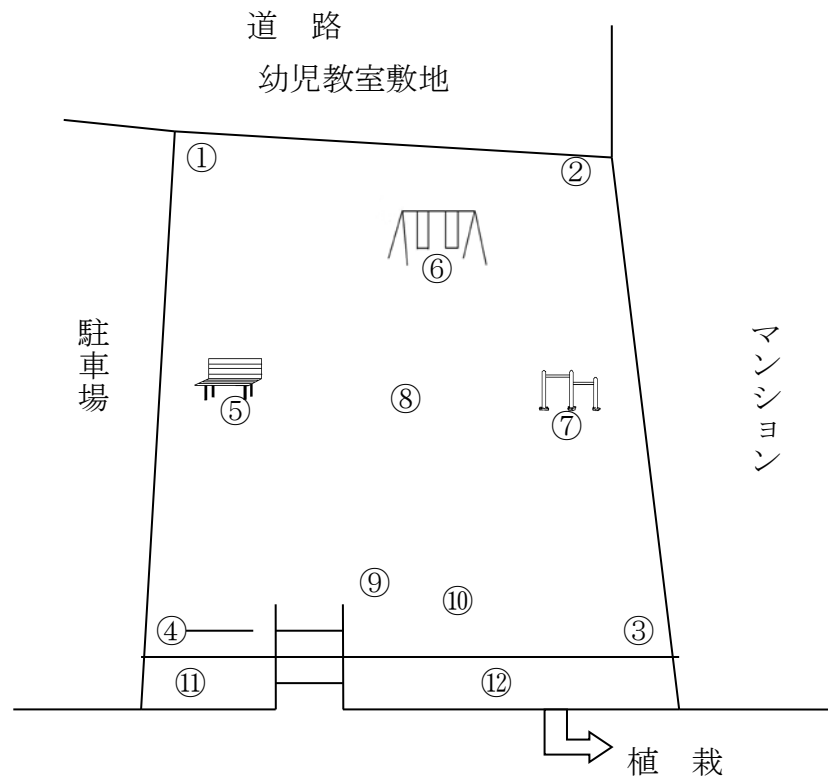 道　路
幼児教室敷地
①
②
⑥
駐車場
マンション
⑤
⑧
⑦
⑨
⑩
④
③
⑪
⑫
植　栽